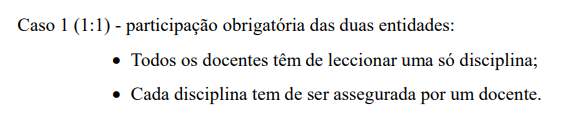 Caso 1 (1:1) - participação obrigatória das duas entidades:
• Todos os docentes têm de leccionar uma só disciplina;
• Cada disciplina tem de ser assegurada por um docente.